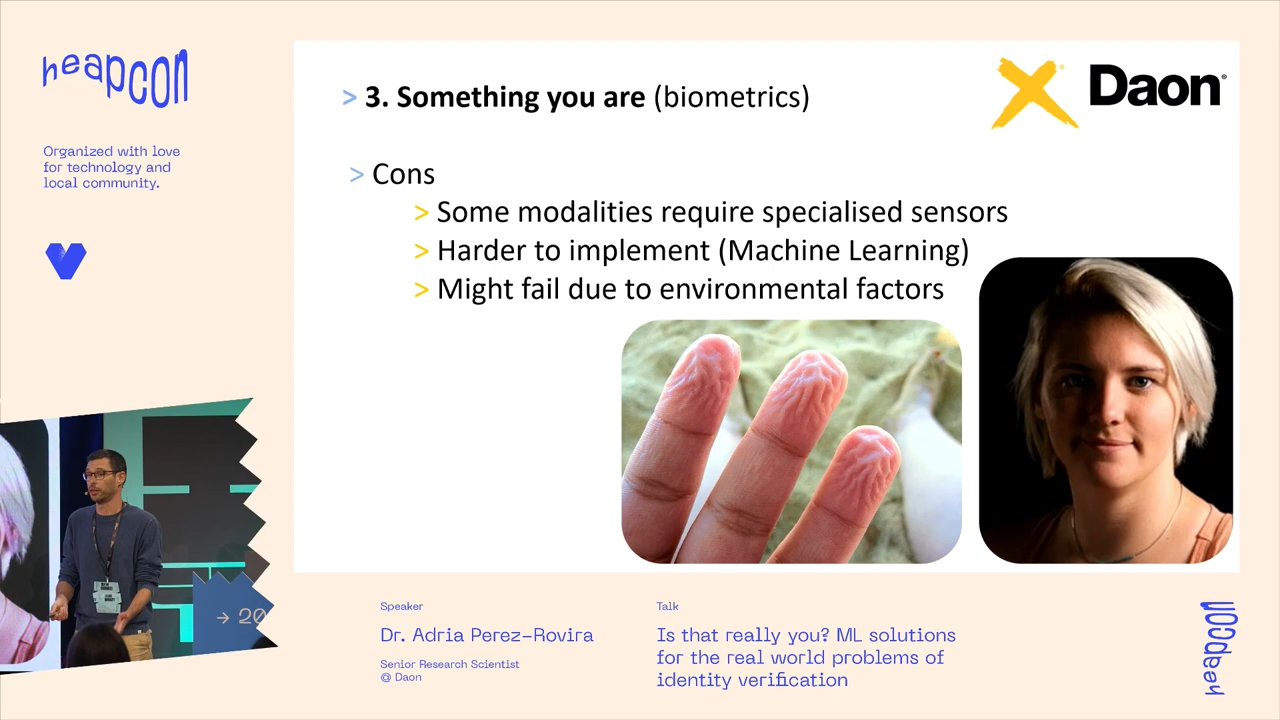 heapcon
Organized with love
for technology and
local community.
> 3. Something you are (biometrics)
Daon
> Cons
> Some modalities require specialised sensors
> Harder to implement (Machine Learning)
> Might fail due to environmental factors
→ 20
Speaker
Dr. Adria Perez-Rovira
Senior Research Scientist
@ Daon
Talk
Is that really you? ML solutions
for the real world problems of
identity verification
heapcon